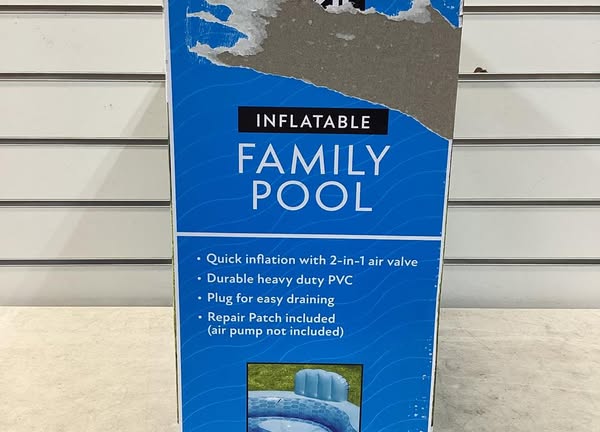 INFLATABLE
FAMILY
POOL
• Quick inflation with 2-in-1 air valve
• Durable heavy duty PVC
• Plug for easy draining
• Repair Patch included
(air pump not included)